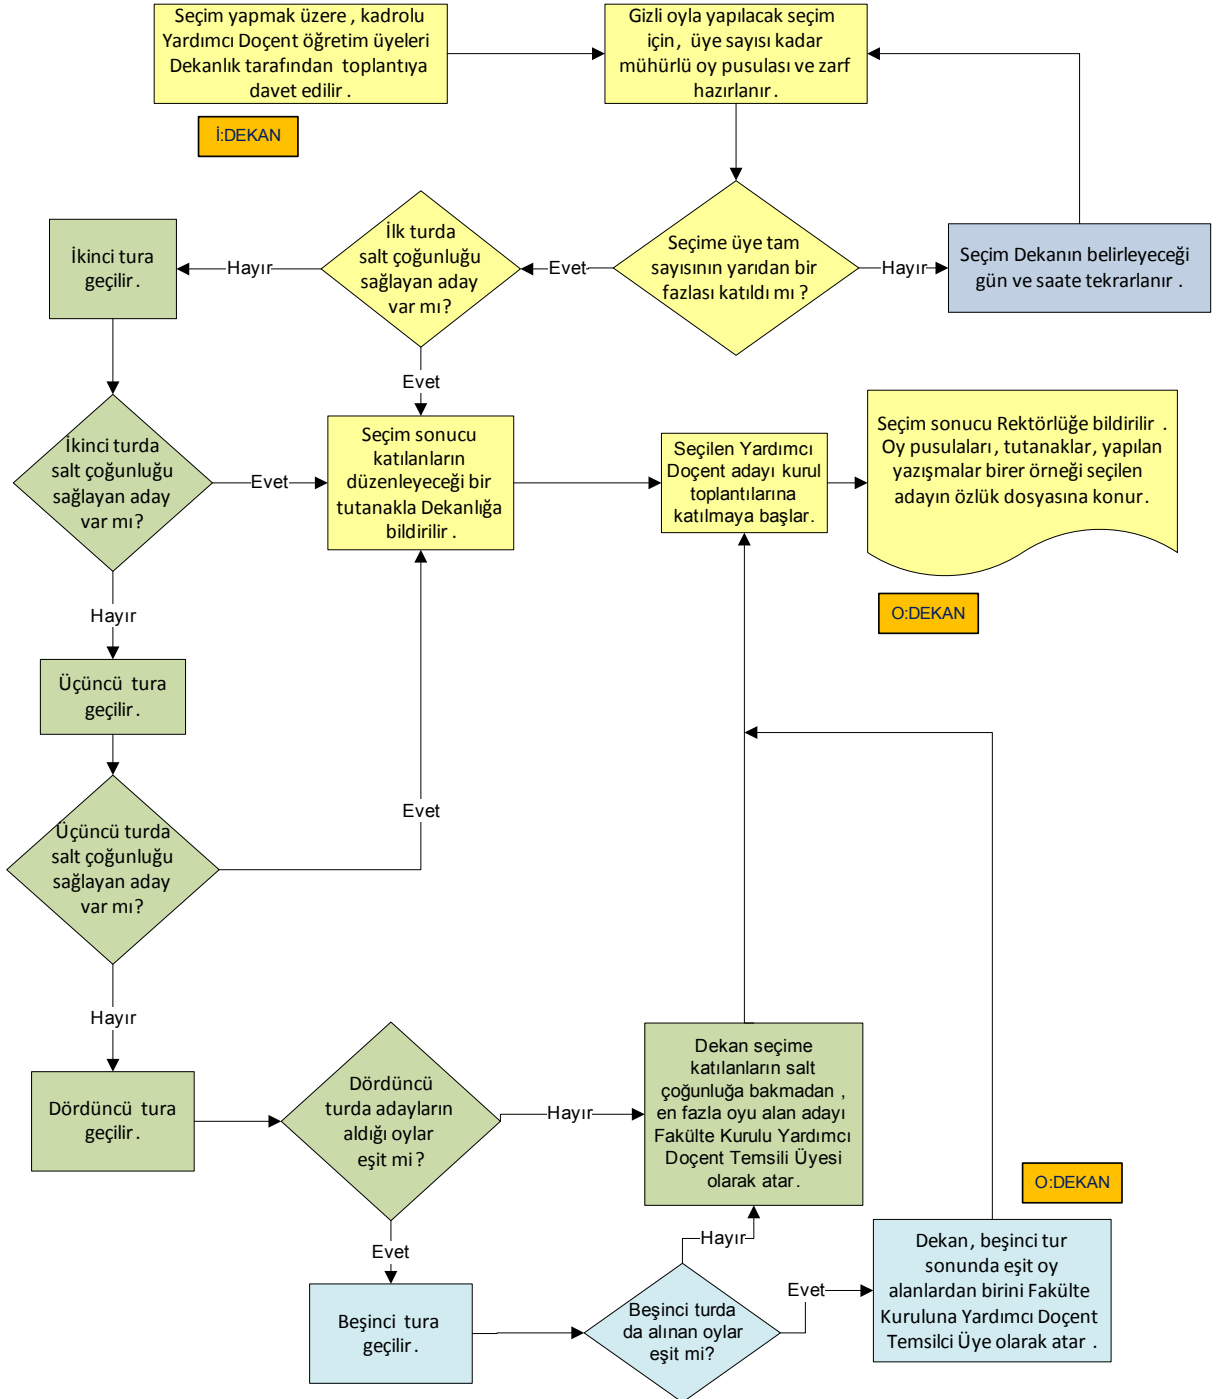 Seçim yapmak üzere , kadrolu
Yardımcı Doçent öğretim üyeleri
Dekanlık tarafından toplantıya
davet edilir .
Gizli oyla yapılacak seçim
için, üye sayısı kadar
mühürlü oy pusulası ve zarf
hazırlanır .
İ:DEKAN
İkinci tura
geçilir .
Hayır
İlk turda
salt çoğunluğu
sağlayan aday
var mı ?
Evet
Seçime üye tam
sayısının yarıdan bir
fazlası katıldı mı ?
Hayır
Seçim Dekanın belirleyeceği
gün ve saate tekrarlanır .
Evet
İkinci turda
salt çoğunluğu
sağlayan aday
var mı ?
Evet
Seçim sonucu
katılanların
düzenleyeceği bir
tutanakla Dekanlığa
bildirilir .
Seçilen Yardımcı
Doçent adayı kurul
toplantılarına
katılmaya başlar.
Seçim sonucu Rektörlüğe bildirilir .
Oy pusulaları , tutanaklar, yapılan
yazışmalar birer örneği seçilen
adayın özlük dosyasına konur.
O:DEKAN
Hayır
Üçüncü tura
geçilir .
Üçüncü turda
salt çoğunluğu
sağlayan aday
var mı?
Evet
Hayır
Dördüncü tura
geçilir .
Dördüncü
turda adayların
aldığı oylar
eşit mi ?
Hayır
Dekan seçime
katılanların salt
çoğunluğa bakmadan ,
en fazla oyu alan adayı
Fakülte Kurulu Yardımcı
Doçent Temsili Üyesi
olarak atar .
O:DEKAN
Evet
Beşinci tura
geçilir .
Beşinci turda
da alınan oylar
eşit mi?
Hayır
Evet
Dekan , beşinci tur
sonunda eşit oy
alanlardan birini Fakülte
Kuruluna Yardımcı Doçent
Temsilci Üye olarak atar .